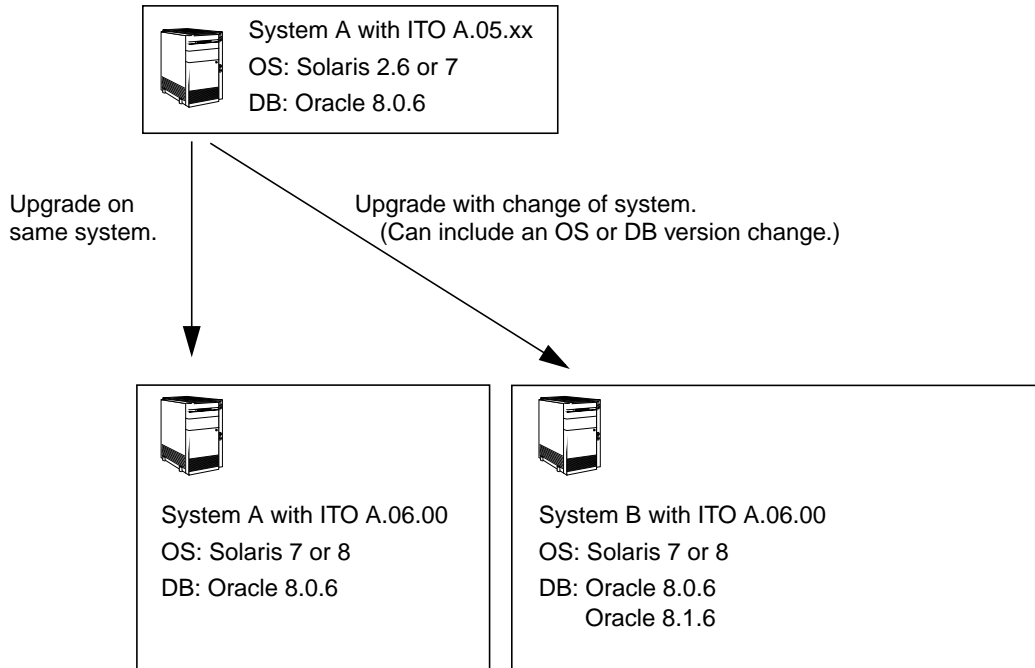 System A with ITO A.05.xx
OS: Solaris 2.6 or 7
DB: Oracle 8.0.6
Upgrade on
same system.
Upgrade with change of system.
(Can include an OS or DB version change.)
System A with ITO A.06.00
OS: Solaris 7 or 8
DB: Oracle 8.0.6
System B with ITO A.06.00
OS: Solaris 7 or 8
DB: Oracle 8.0.6
Oracle 8.1.6